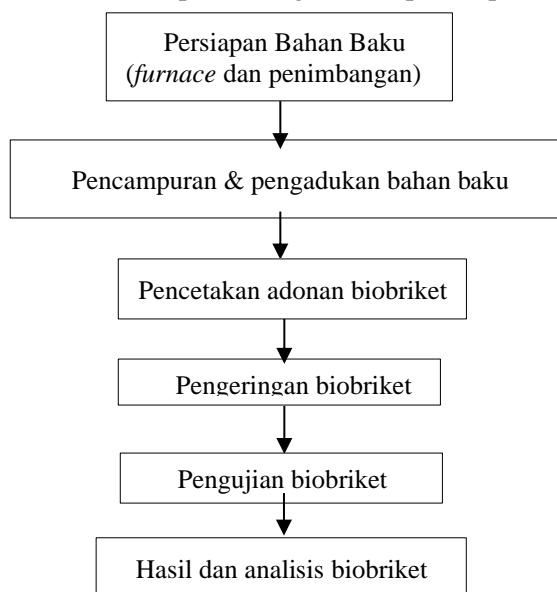 Persiapan Bahan Baku
(furnace dan penimbangan)
Pencampuran & pengadukan bahan baku
Pencetakan adonan biobriket
Pengeringan biobriket
Pengujian biobriket
Hasil dan analisis biobriket